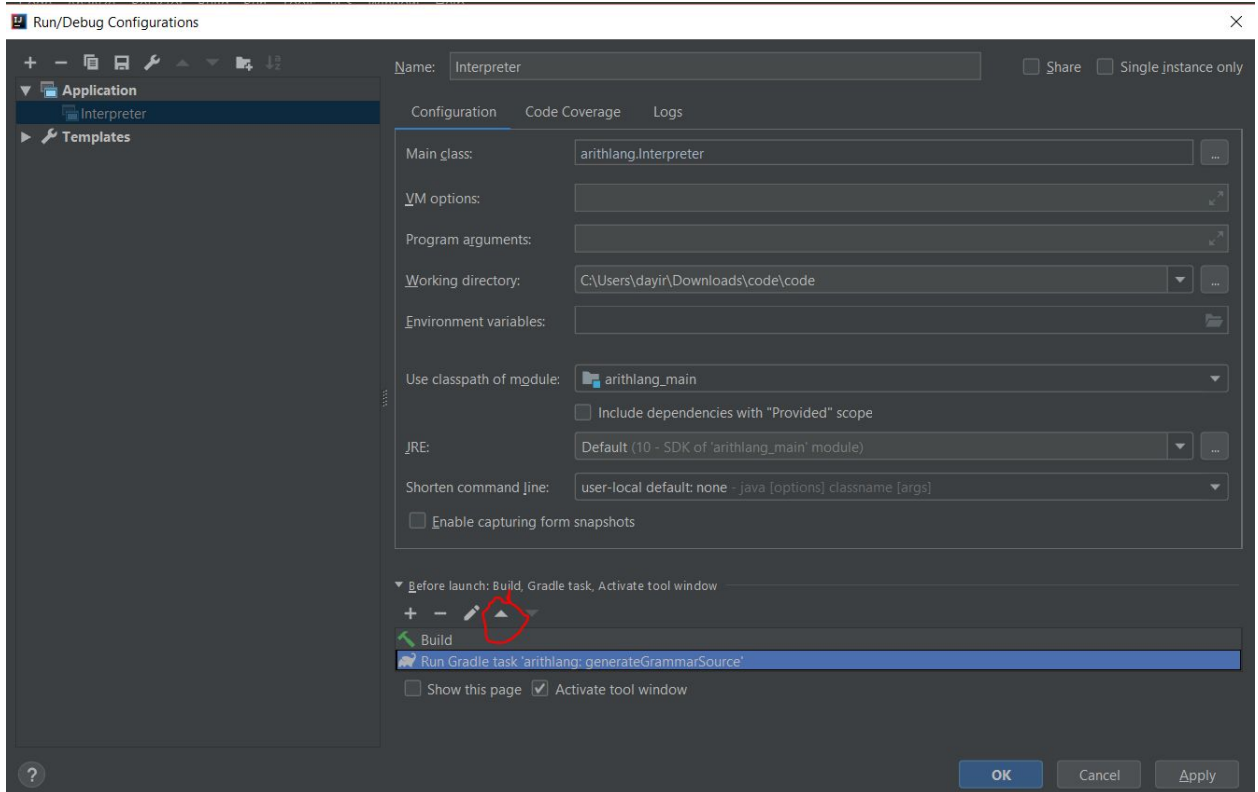 Run/Debug Configurations
Application
Interpreter
Templates
Name: Interpreter
Share
Single instance only
Configuration Code Coverage Logs
Main class: arithlang.Interpreter
VM options:
Program arguments:
Working directory: C:\Users\dayir\Downloads\code\code
Environment variables:
Use classpath of module: arithlang_main
Include dependencies with "Provided" scope
JRE: Default (10 - SDK of 'arithlang_main' module)
Shorten command line: user-local default: none - java [options] classname [args]
Enable capturing form snapshots
Before launch: Build, Gradle task, Activate tool window
Build
Run Gradle task 'arithlang: generateGrammarSource'
Show this page Activate tool window
? OK Cancel Apply